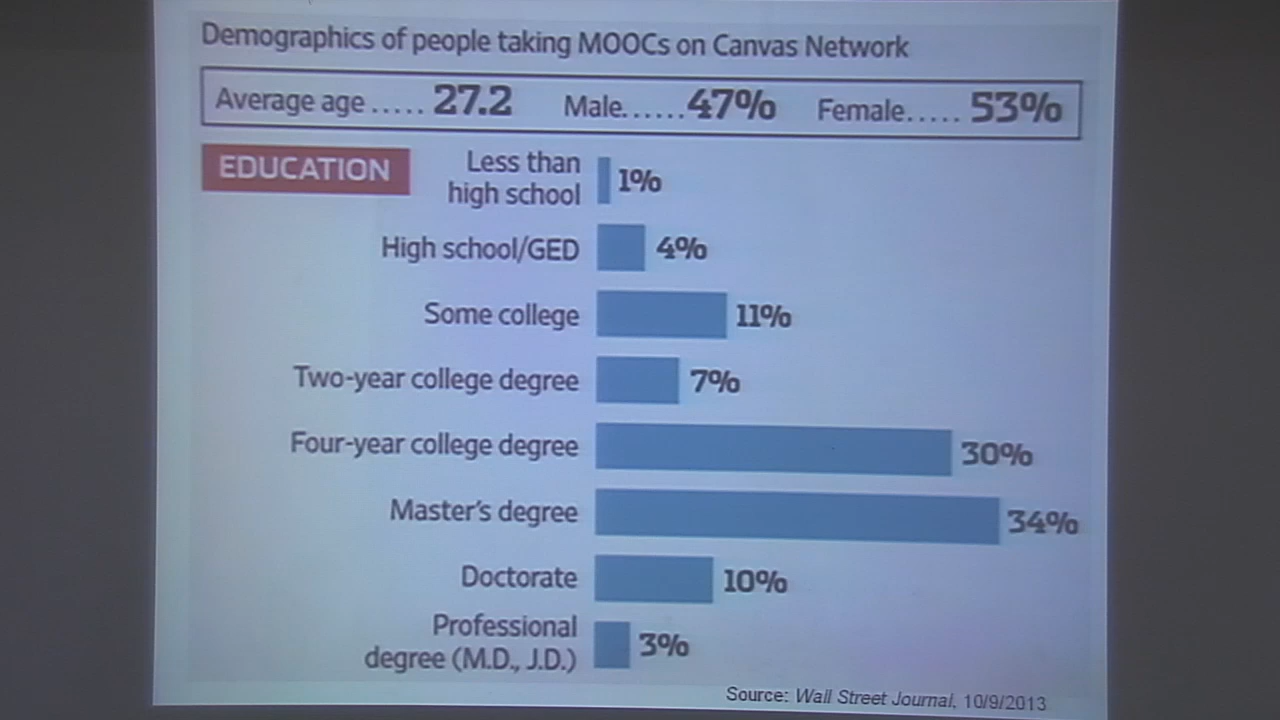 Demographics of people taking MOOCs on Canvas Network
Average age ..... 27.2 Male......47% Female..... 53%
EDUCATION
Less than
high school 1%
High school/GED 4%
Some college 11%
Two-year college degree 7%
Four-year college degree 30%
Master's degree 34%
Doctorate 10%
Professional
degree (M.D., J.D.) 3%
Source: Wall Street Journal, 10/9/2013